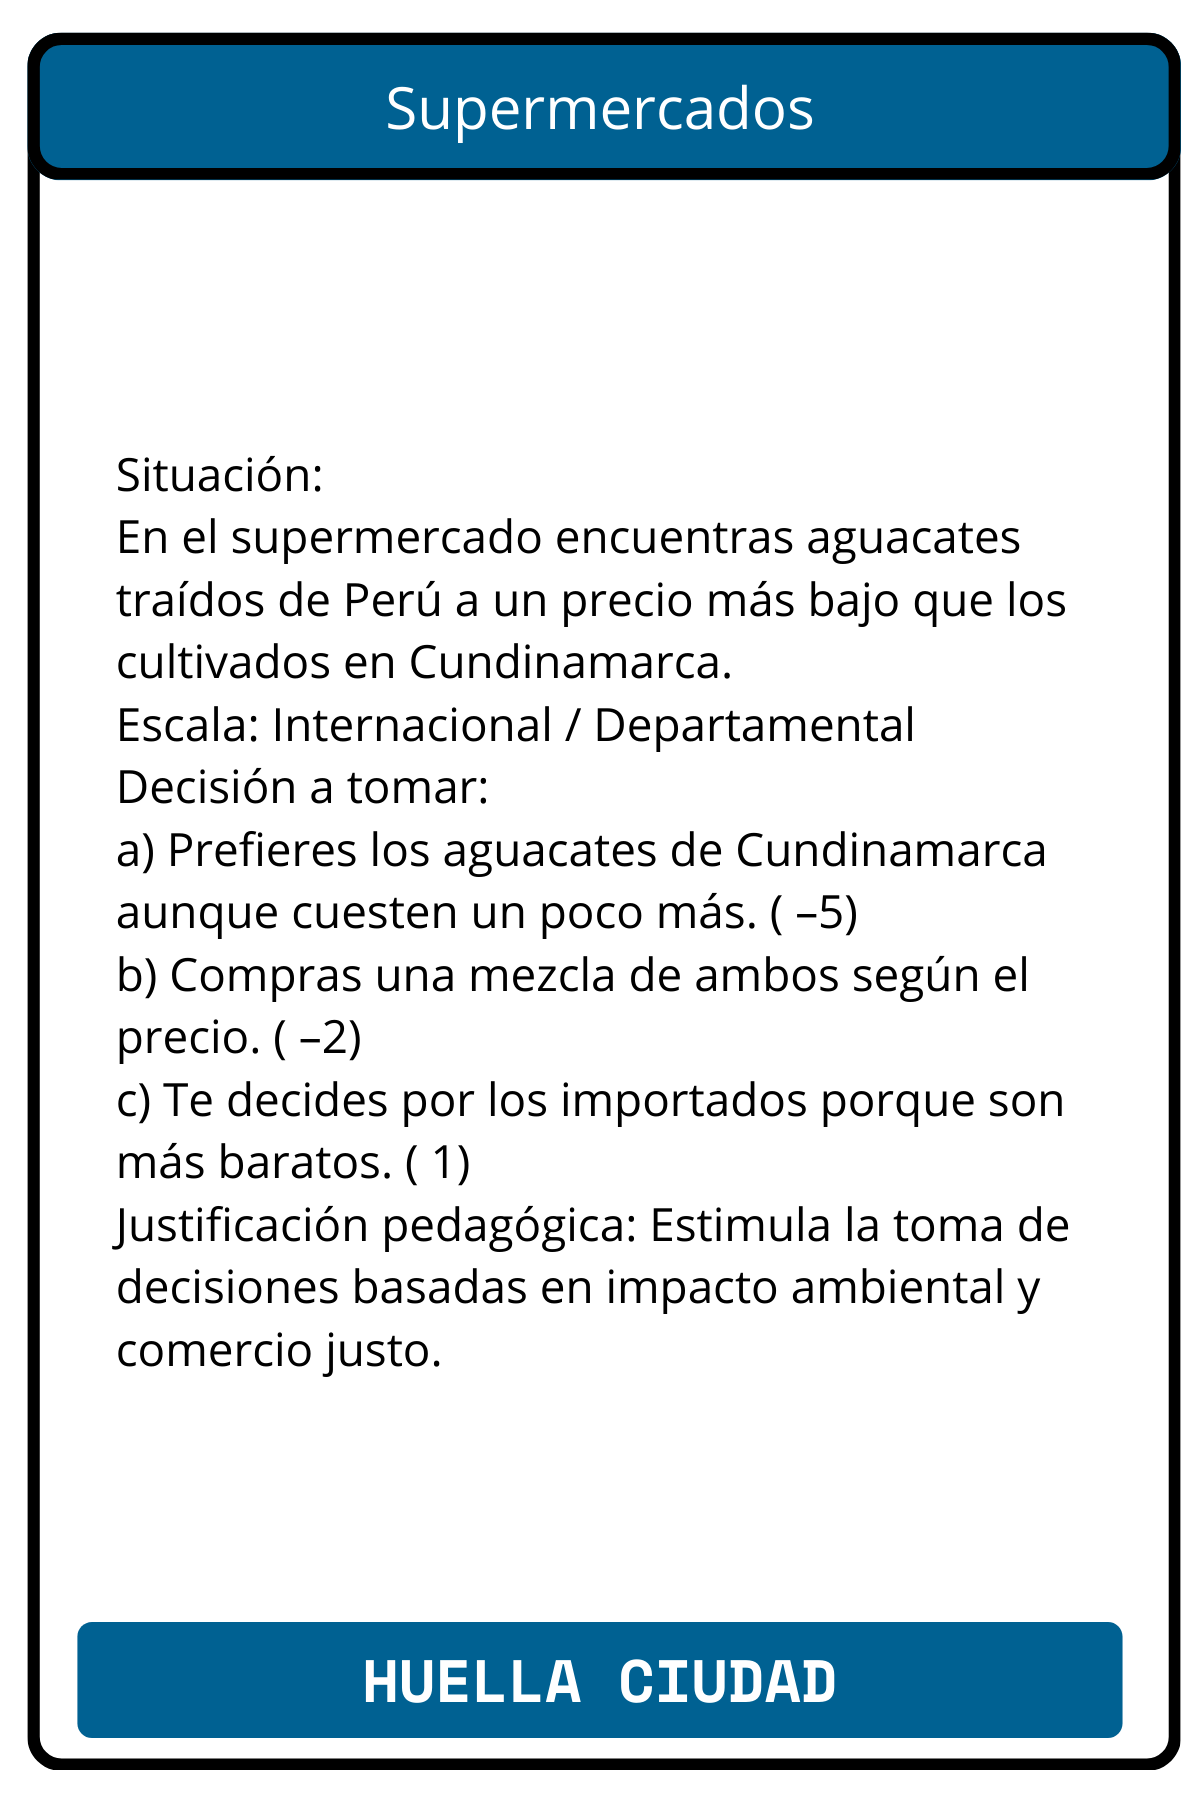 Supermercados
Situación:
En el supermercado encuentras aguacates
traídos de Perú a un precio más bajo que los
cultivados en Cundinamarca.
Escala: Internacional / Departamental
Decisión a tomar:
a) Prefieres los aguacates de Cundinamarca
aunque cuesten un poco más. ( –5)
b) Compras una mezcla de ambos según el
precio. ( –2)
c) Te decides por los importados porque son
más baratos. ( 1)
Justificación pedagógica: Estimula la toma de
decisiones basadas en impacto ambiental y
comercio justo.
HUELLA CIUDAD